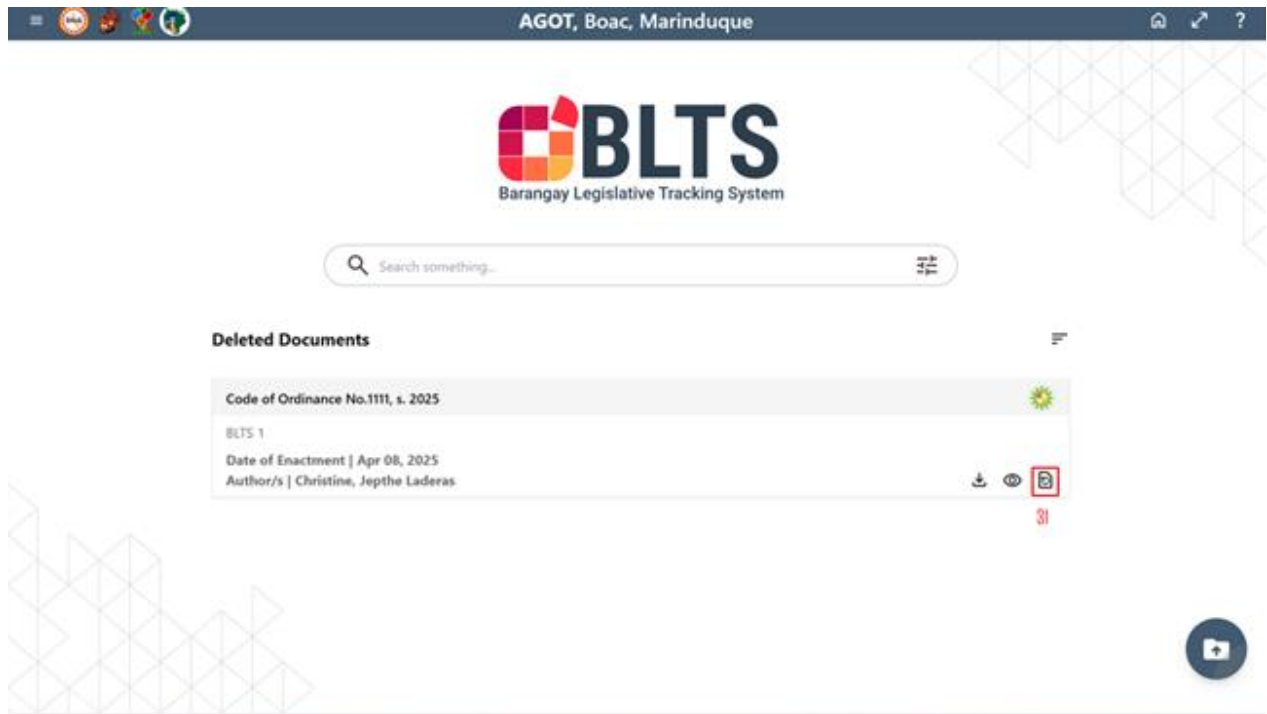 AGOT, Boac, Marinduque
?
BLTS
Barangay Legislative Tracking System
Search something...
Deleted Documents
Code of Ordinance No.1111, s. 2025
BLTS 1
Date of Enactment | Apr 08, 2025
Author/s | Christine, Jepthe Laderas
31